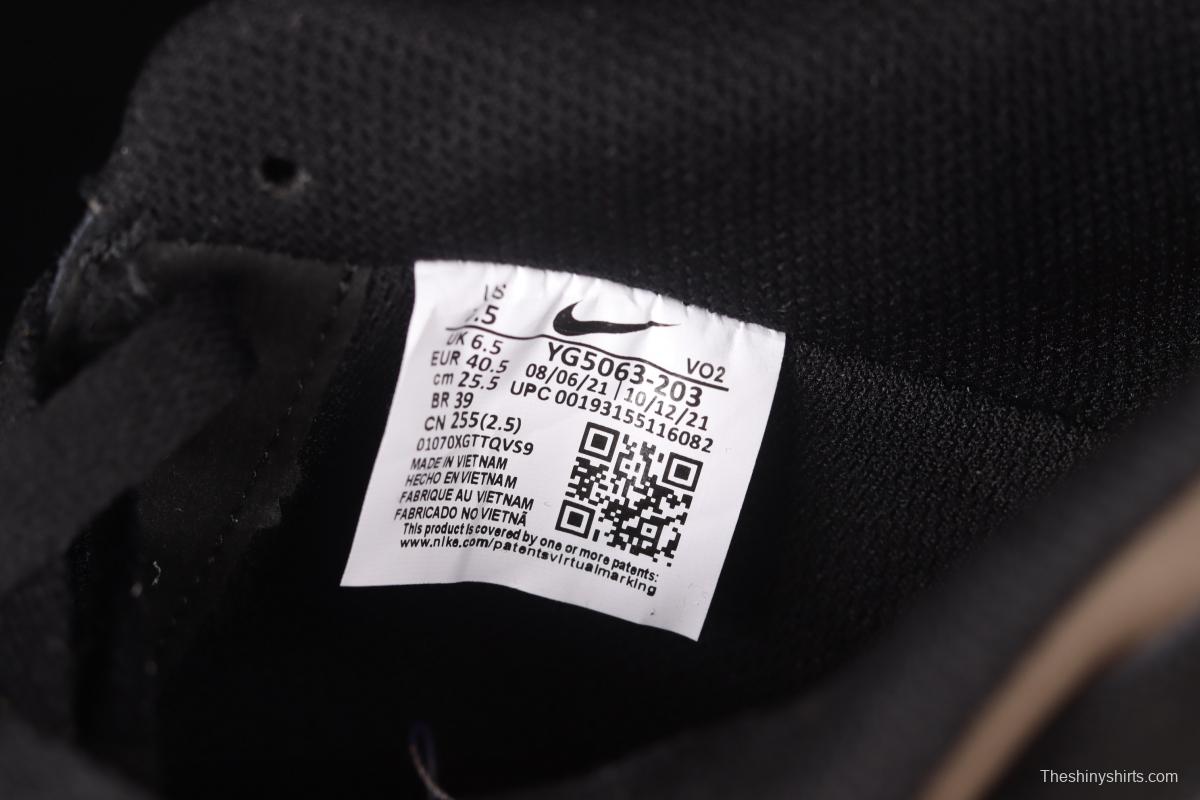 .5
UK 6.5
EUR 40.5
cm 25.5
BR 39
CN 255(2.5)
01070XGTTQVS9
MADE IN VIETNAM
HECHO EN VIETNAM
FABRIQUE AU VIETNAM
FABRICADO NO VIETNÃ
This product is covered by one or more patents:
www.nike.com/patentsvirtualmarking
VO2
YG5063-203
08/06/21 | 10/12/21
UPC 00193155116082
Theshinyshirts.com